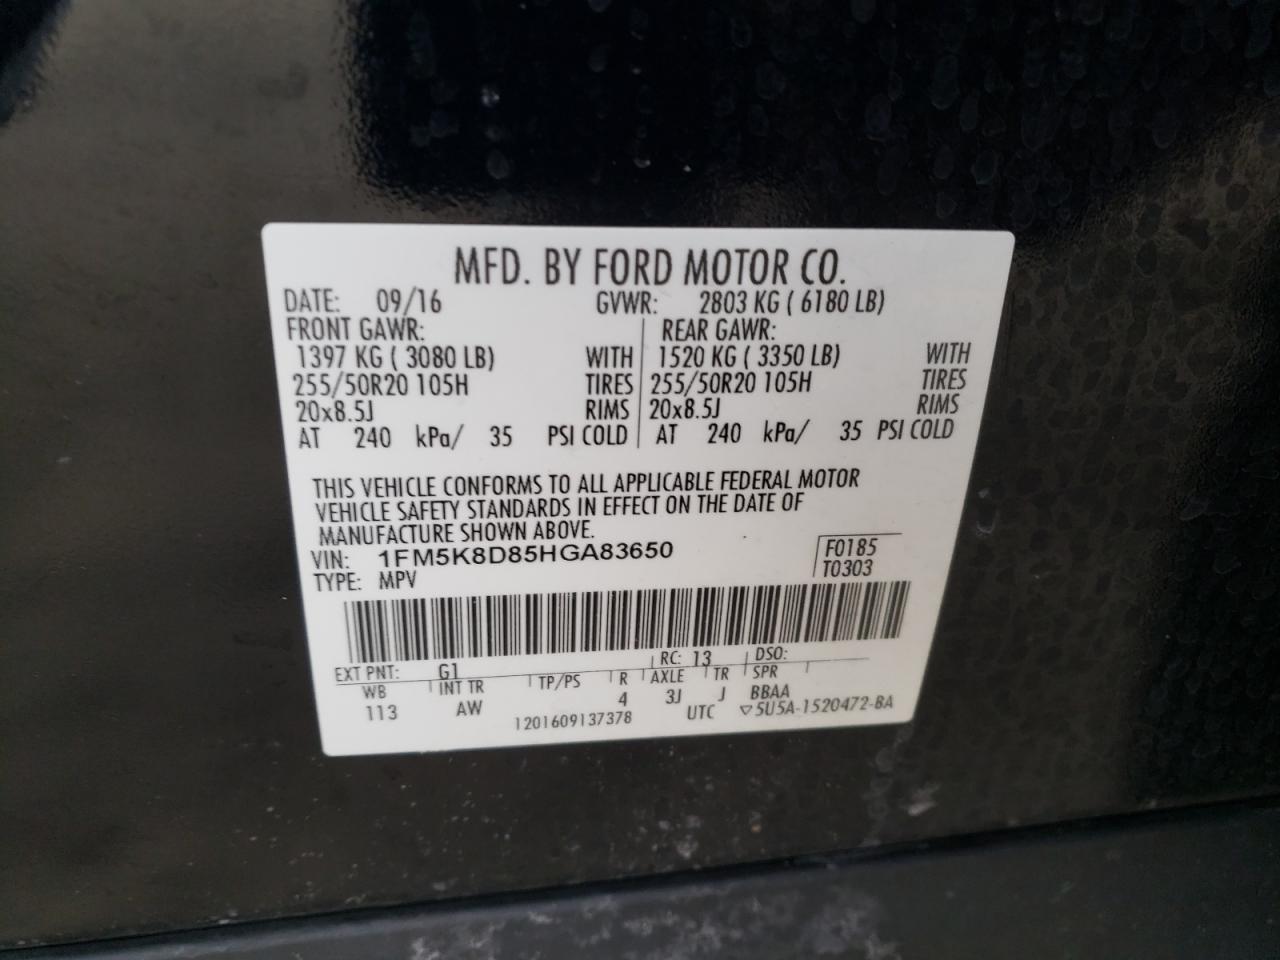 MFD. BY FORD MOTOR CO.
DATE: 09/16 GVWR: 2803 KG ( 6180 LB)
FRONT GAWR: REAR GAWR:
1397 KG ( 3080 LB) WITH 1520 KG ( 3350 LB) WITH
255/50R20 105H TIRES 255/50R20 105H TIRES
20x8.5J RIMS 20x8.5J RIMS
AT 240 kPa/ 35 PSI COLD AT 240 kPa/ 35 PSI COLD
THIS VEHICLE CONFORMS TO ALL APPLICABLE FEDERAL MOTOR
VEHICLE SAFETY STANDARDS IN EFFECT ON THE DATE OF
MANUFACTURE SHOWN ABOVE.
VIN: 1FM5K8D85HGA83650 F0185
TYPE: MPV T0303
EXT PNT: G1 RC: 13 DSO:
WB INT TR TP/PS R AXLE TR SPR
113 AW 4 3J J BBAA
1201609137378 UTC ▽5U5A-1520472-BA